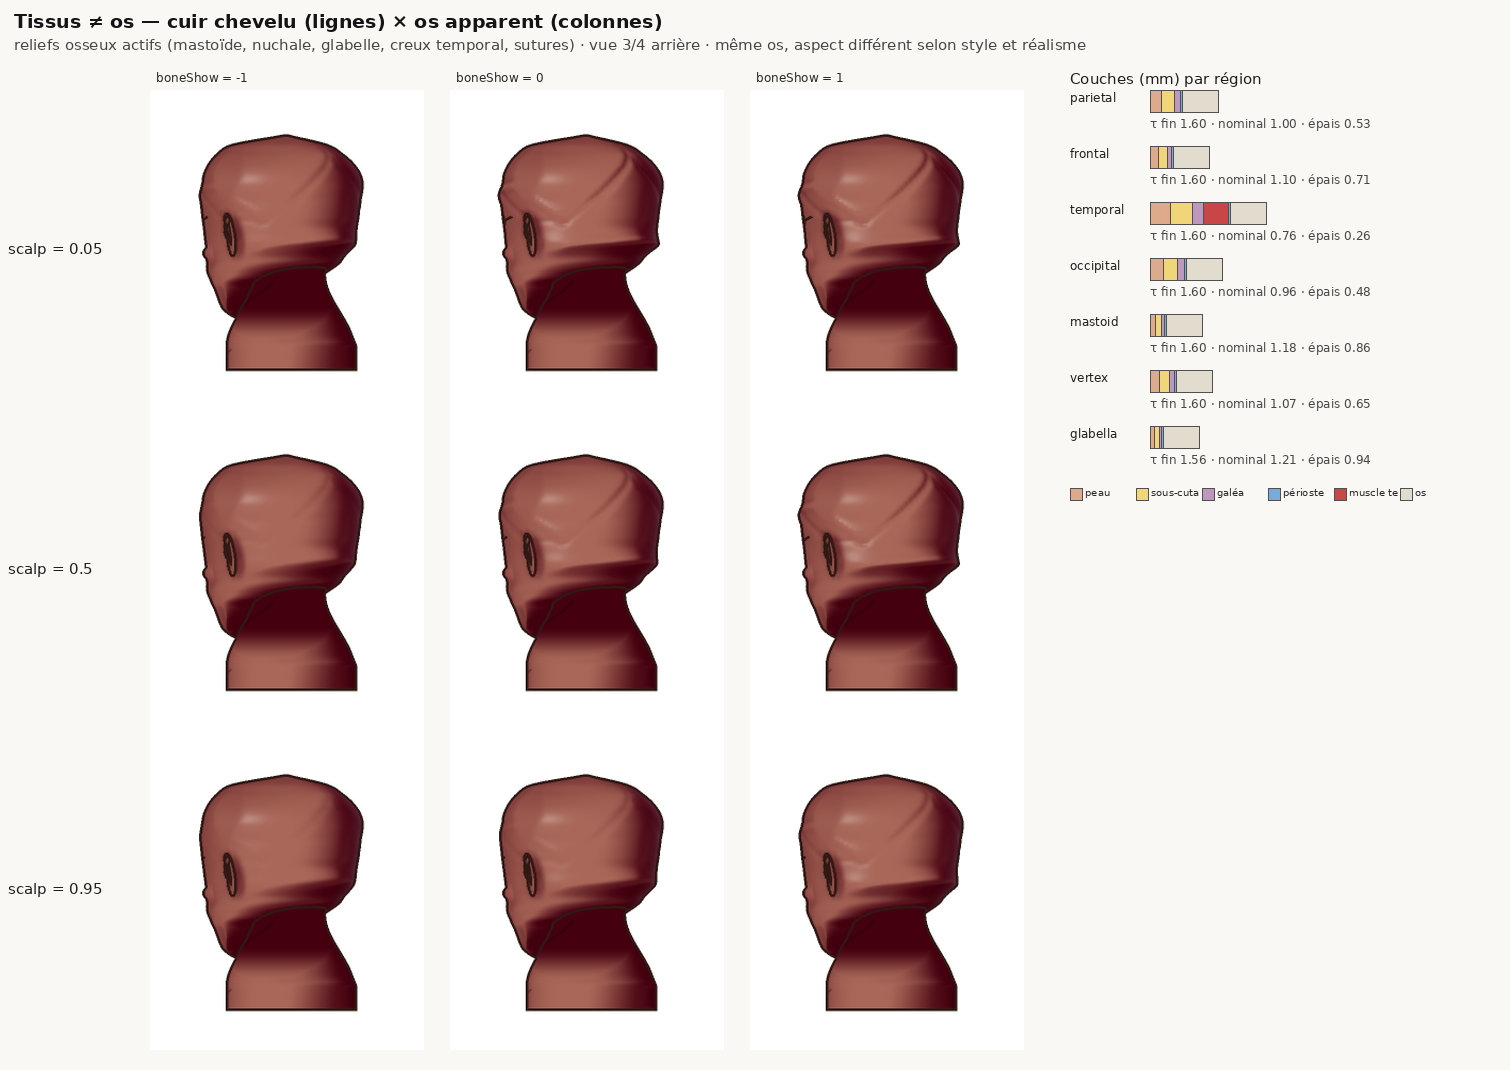 Tissus ≠ os — cuir chevelu (lignes) × os apparent (colonnes)
reliefs osseux actifs (mastoïde, nuchale, glabelle, creux temporal, sutures) · vue 3/4 arrière · même os, aspect différent selon style et réalisme
boneShow = -1
boneShow = 0
boneShow = 1
scalp = 0.05
scalp = 0.5
scalp = 0.95
Couches (mm) par région
parietal
τ fin 1.60 · nominal 1.00 · épais 0.53
frontal
τ fin 1.60 · nominal 1.10 · épais 0.71
temporal
τ fin 1.60 · nominal 0.76 · épais 0.26
occipital
τ fin 1.60 · nominal 0.96 · épais 0.48
mastoid
τ fin 1.60 · nominal 1.18 · épais 0.86
vertex
τ fin 1.60 · nominal 1.07 · épais 0.65
glabella
τ fin 1.56 · nominal 1.21 · épais 0.94
peau
sous-cuta
galéa
périoste
muscle te
os